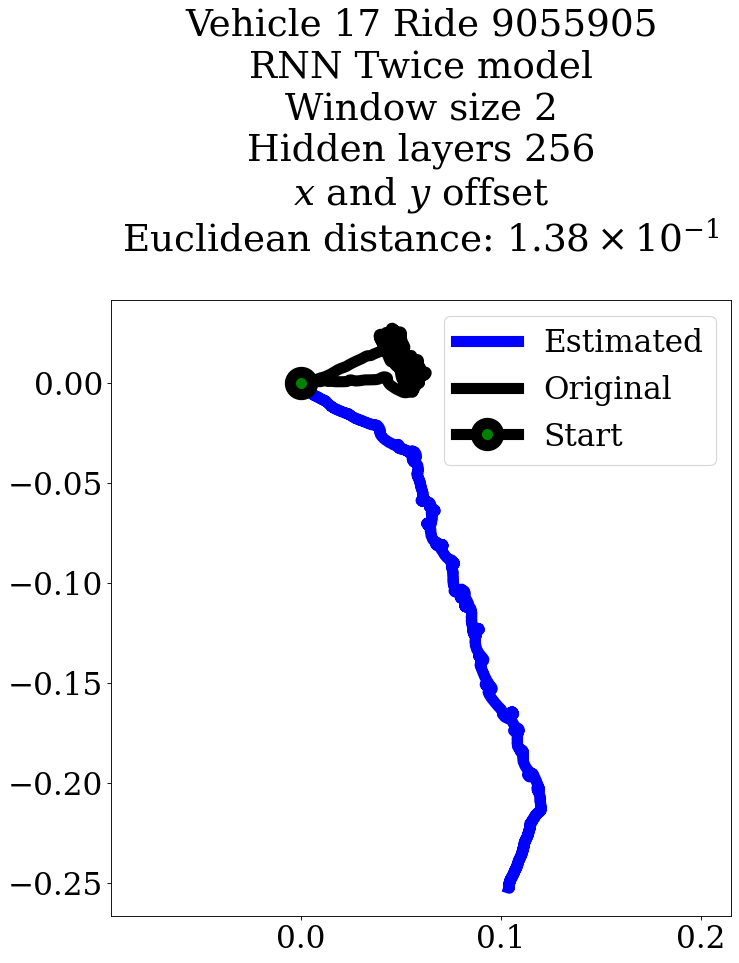 Vehicle 17 Ride 9055905
RNN Twice model
Window size 2
Hidden layers 256
x and y offset
Euclidean distance: 1.38 × 10⁻¹
Estimated
Original
Start
0.00
−0.05
−0.10
−0.15
−0.20
−0.25
0.0 0.1 0.2